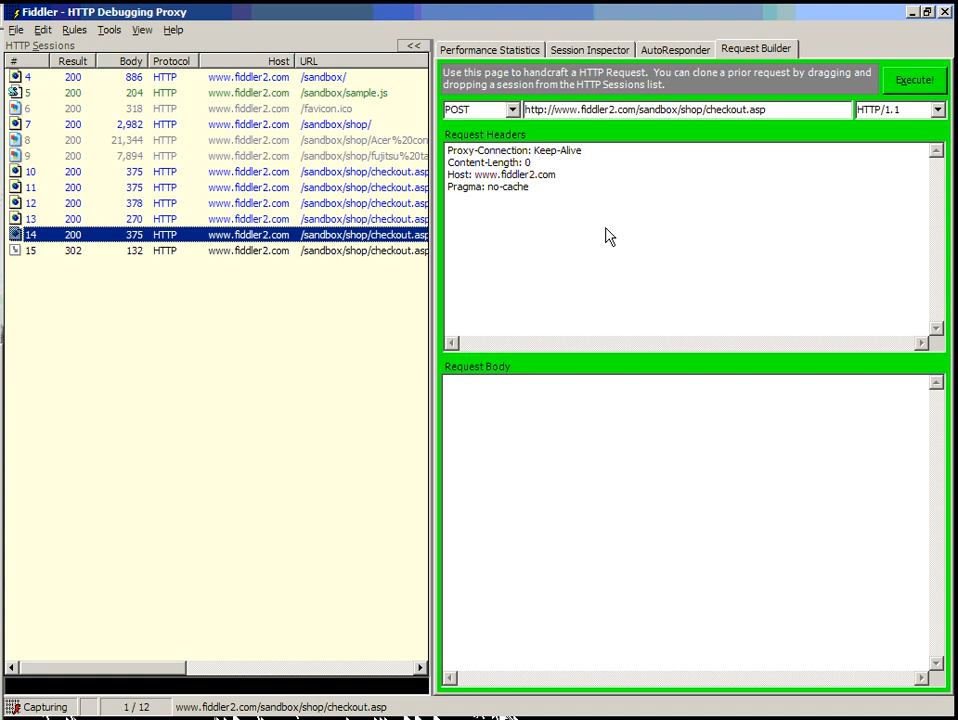 Fiddler - HTTP Debugging Proxy
File Edit Rules Tools View Help
HTTP Sessions <<
# Result Body Protocol Host URL
4 200 886 HTTP www.fiddler2.com /sandbox/
5 200 204 HTTP www.fiddler2.com /sandbox/sample.js
6 200 318 HTTP www.fiddler2.com /favicon.ico
7 200 2,982 HTTP www.fiddler2.com /sandbox/shop/
8 200 21,344 HTTP www.fiddler2.com /sandbox/shop/Acer%20con
9 200 7,894 HTTP www.fiddler2.com /sandbox/shop/fujitsu%20ta
10 200 375 HTTP www.fiddler2.com /sandbox/shop/checkout.asp
11 200 375 HTTP www.fiddler2.com /sandbox/shop/checkout.asp
12 200 378 HTTP www.fiddler2.com /sandbox/shop/checkout.asp
13 200 270 HTTP www.fiddler2.com /sandbox/shop/checkout.asp
14 200 375 HTTP www.fiddler2.com /sandbox/shop/checkout.asp
15 302 132 HTTP www.fiddler2.com /sandbox/shop/checkout.asp
Performance Statistics Session Inspector AutoResponder Request Builder
Use this page to handcraft a HTTP Request. You can clone a prior request by dragging and
dropping a session from the HTTP Sessions list.
Execute!
POST http://www.fiddler2.com/sandbox/shop/checkout.asp HTTP/1.1
Request Headers
Proxy-Connection: Keep-Alive
Content-Length: 0
Host: www.fiddler2.com
Pragma: no-cache
Request Body
Capturing 1 / 12 www.fiddler2.com/sandbox/shop/checkout.asp